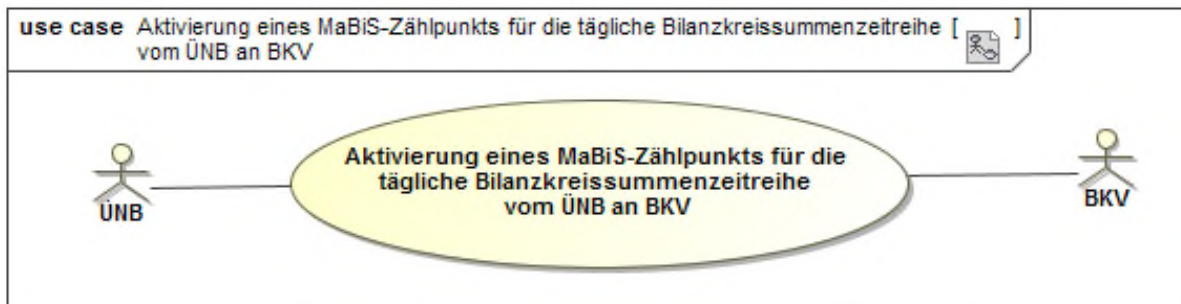 use case Aktivierung eines MaBiS-Zählpunkts für die tägliche Bilanzkreissummenzeitreihe [ ]
vom ÜNB an BKV
Aktivierung eines MaBiS-Zählpunkts für die
tägliche Bilanzkreissummenzeitreihe
vom ÜNB an BKV
ÜNB
BKV